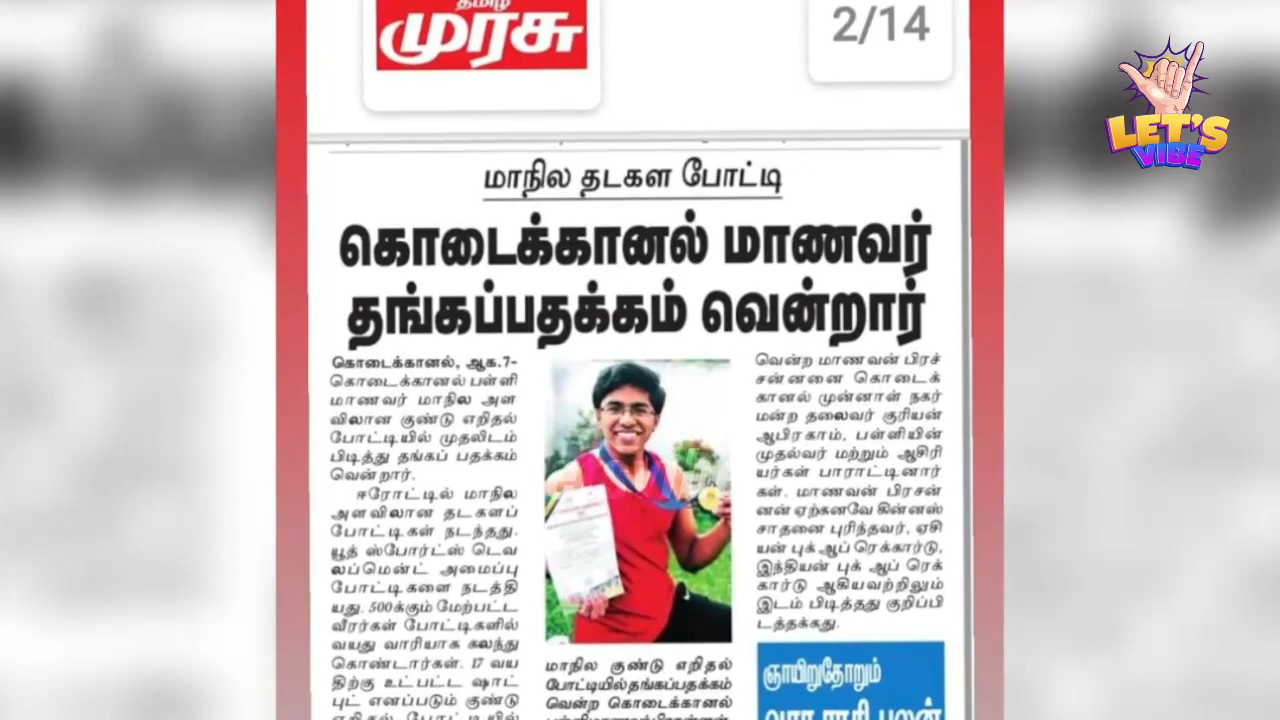 தமிழ்
முரசு
2/14
LET'S
VIBE
மாநில தடகள போட்டி
கொடைக்கானல் மாணவர்
தங்கப்பதக்கம் வென்றார்
கொடைக்கானல், ஆக.7-
கொடைக்கானல் பள்ளி
மாணவர் மாநில அள
விலான குண்டு எறிதல்
போட்டியில் முதலிடம்
பிடித்து தங்கப் பதக்கம்
வென்றார்.
ஈரோட்டில் மாநில
அளவிலான தடகளப்
போட்டிகள் நடந்தது.
யூத் ஸ்போர்ட்ஸ் டெவ
லப்மென்ட் அமைப்பு
போட்டிகளை நடத்தி
யது. 500க்கும் மேற்பட்ட
வீரர்கள் போட்டிகளில்
வயது வாரியாக கலந்து
கொண்டார்கள். 17 வய
திற்கு உட்பட்ட ஷாட்
புட் எனப்படும் குண்டு
எறிதல் போட்டியில்
மாநில குண்டு எறிதல்
போட்டியில் தங்கப்பதக்கம்
வென்ற கொடைக்கானல்
வென்ற மாணவன் பிரச்
சன்னனை கொடைக்
கானல் முன்னாள் நகர்
மன்ற தலைவர் குரியன்
ஆபிரகாம், பள்ளியின்
முதல்வர் மற்றும் ஆசிரி
யர்கள் பாராட்டினார்
கள். மாணவன் பிரசன்
னன் ஏற்கனவே கின்னஸ்
சாதனை புரிந்தவர், ஏசி
யன் புக் ஆப் ரெக்கார்டு,
இந்தியன் புக் ஆப் ரெக்
கார்டு ஆகியவற்றிலும்
இடம் பிடித்தது குறிப்பி
டத்தக்கது.
ஞாயிறுதோறும்
வார ராசி பலன்